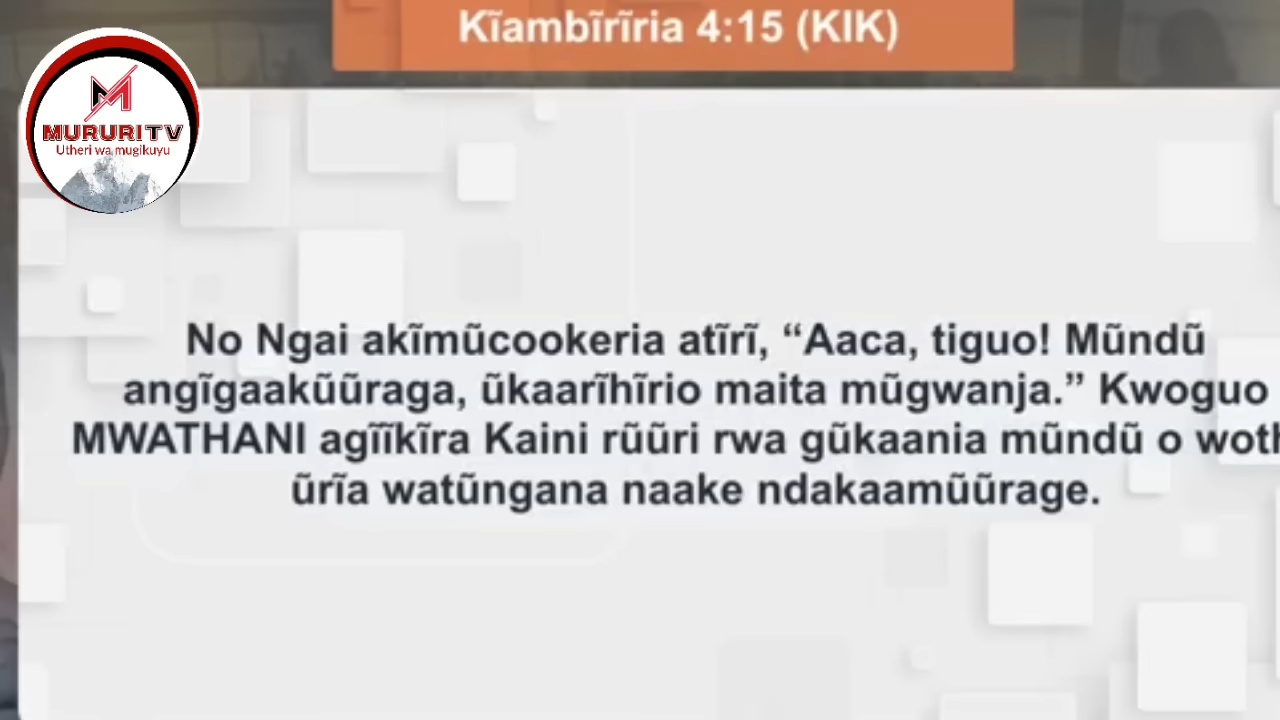 Kĩambĩrĩria 4:15 (KIK)
MURURI TV
Utheri wa mugikuyu
No Ngai akĩmũcookeria atĩrĩ, “Aaca, tiguo! Mũndũ
angĩgaakũũraga, ũkaarĩhĩrio maita mũgwanja.” Kwoguo
MWATHANI agĩĩkĩra Kaini rũũri rwa gũkaania mũndũ o woth
ũrĩa watũngana naake ndakaamũũrage.